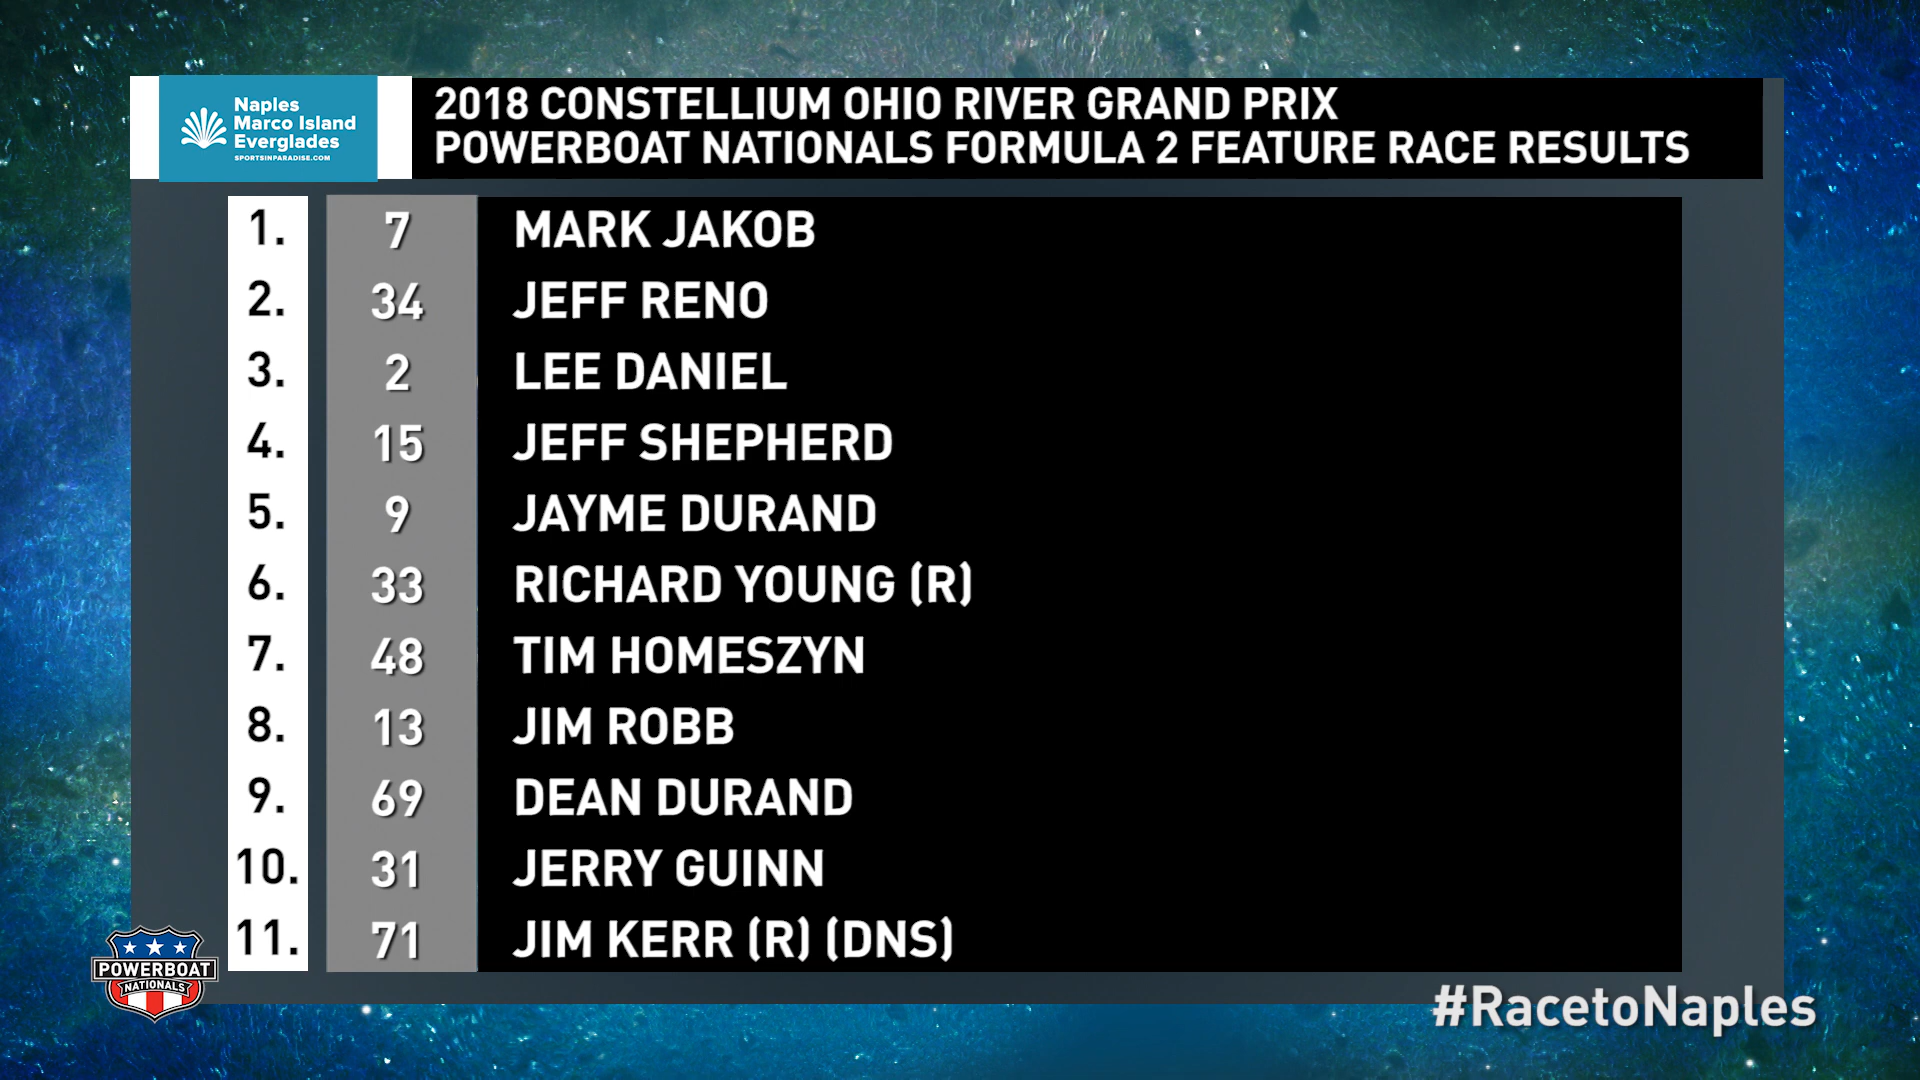 Naples
Marco Island
Everglades
SPORTSINPARADISE.COM
2018 CONSTELLIUM OHIO RIVER GRAND PRIX
POWERBOAT NATIONALS FORMULA 2 FEATURE RACE RESULTS
1. 7 MARK JAKOB
2. 34 JEFF RENO
3. 2 LEE DANIEL
4. 15 JEFF SHEPHERD
5. 9 JAYME DURAND
6. 33 RICHARD YOUNG (R)
7. 48 TIM HOMESZYN
8. 13 JIM ROBB
9. 69 DEAN DURAND
10. 31 JERRY GUINN
11. 71 JIM KERR (R) (DNS)
POWERBOAT
NATIONALS
#RacetoNaples